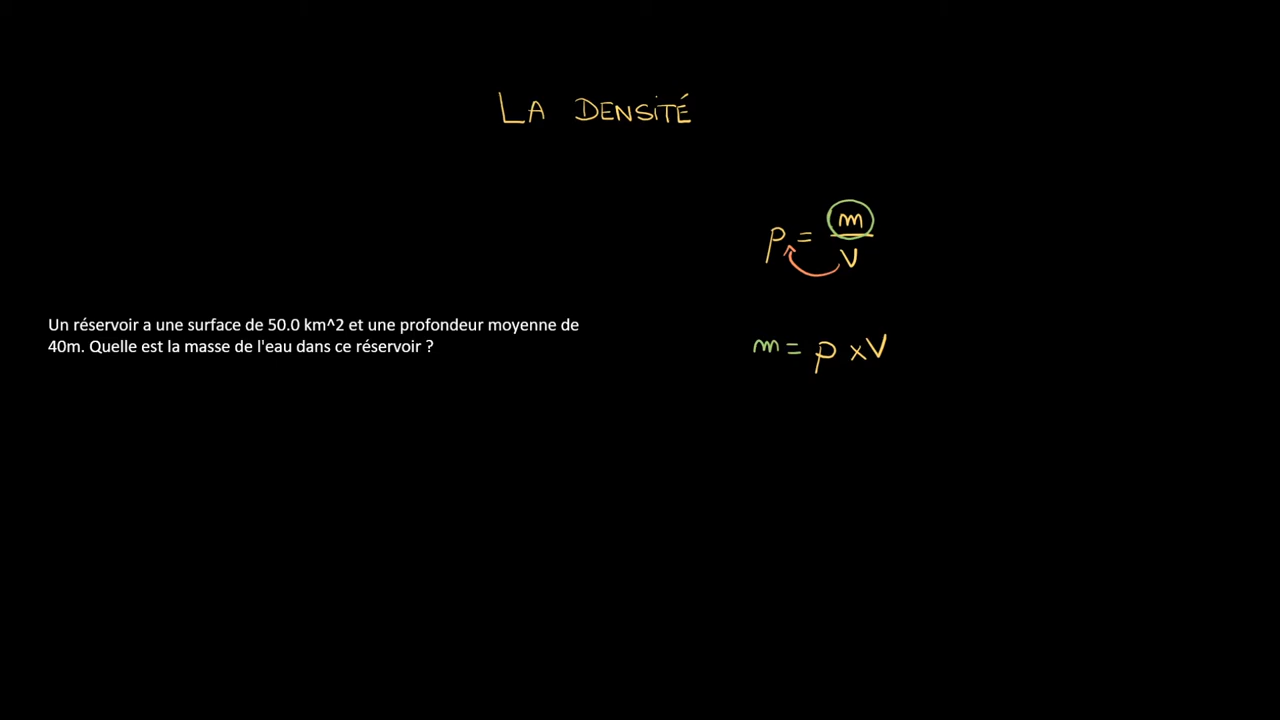 LA DENSITÉ
p = m/V
Un réservoir a une surface de 50.0 km^2 et une profondeur moyenne de
40m. Quelle est la masse de l'eau dans ce réservoir ?
m = p x V